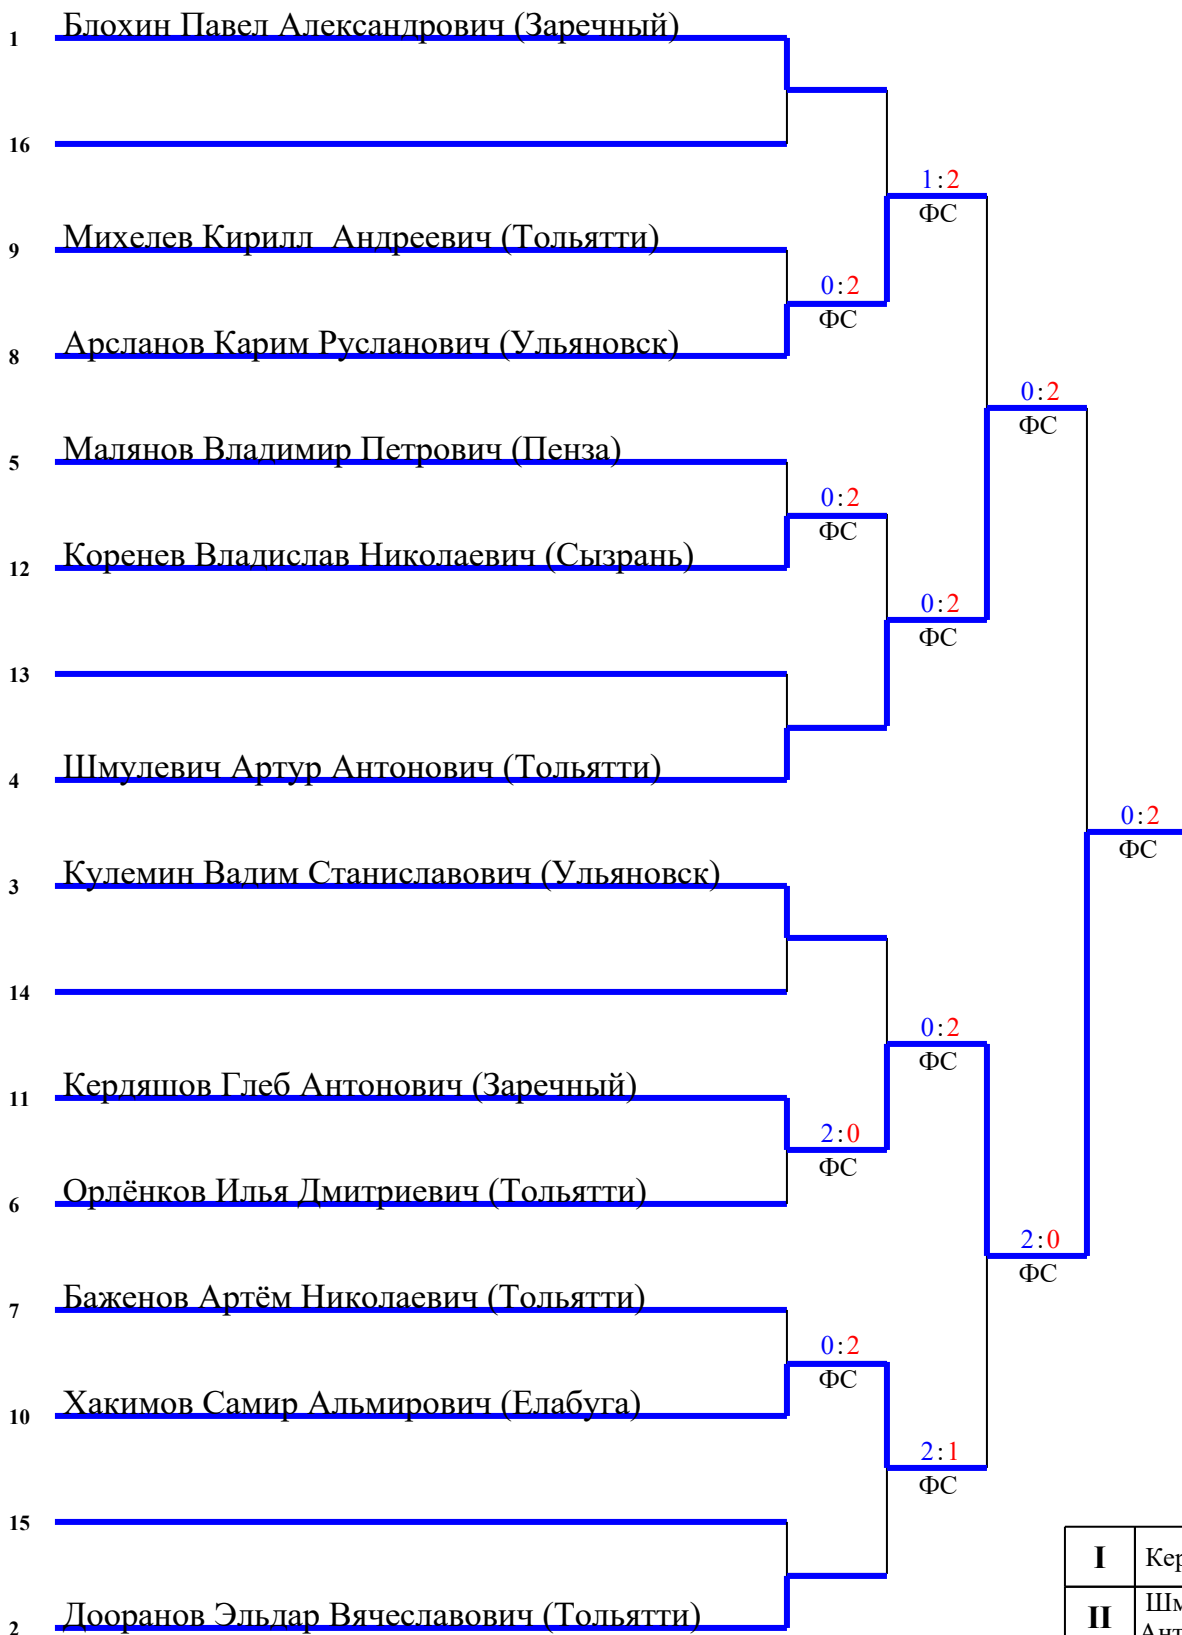 1 Блохин Павел Александрович (Заречный)
16
1:2
ФС
9 Михелев Кирилл Андреевич (Тольятти)
0:2
ФС
8 Арсланов Карим Русланович (Ульяновск)
0:2
ФС
5 Малянов Владимир Петрович (Пенза)
0:2
ФС
12 Коренев Владислав Николаевич (Сызрань)
0:2
ФС
13
4 Шмулевич Артур Антонович (Тольятти)
0:2
ФС
3 Кулемин Вадим Станиславович (Ульяновск)
14
0:2
ФС
11 Кердяшов Глеб Антонович (Заречный)
2:0
ФС
6 Орлёнков Илья Дмитриевич (Тольятти)
2:0
ФС
7 Баженов Артём Николаевич (Тольятти)
0:2
ФС
10 Хакимов Самир Альмирович (Елабуга)
2:1
ФС
15
I Кер
II Шм
Ант
2 Дооранов Эльдар Вячеславович (Тольятти)